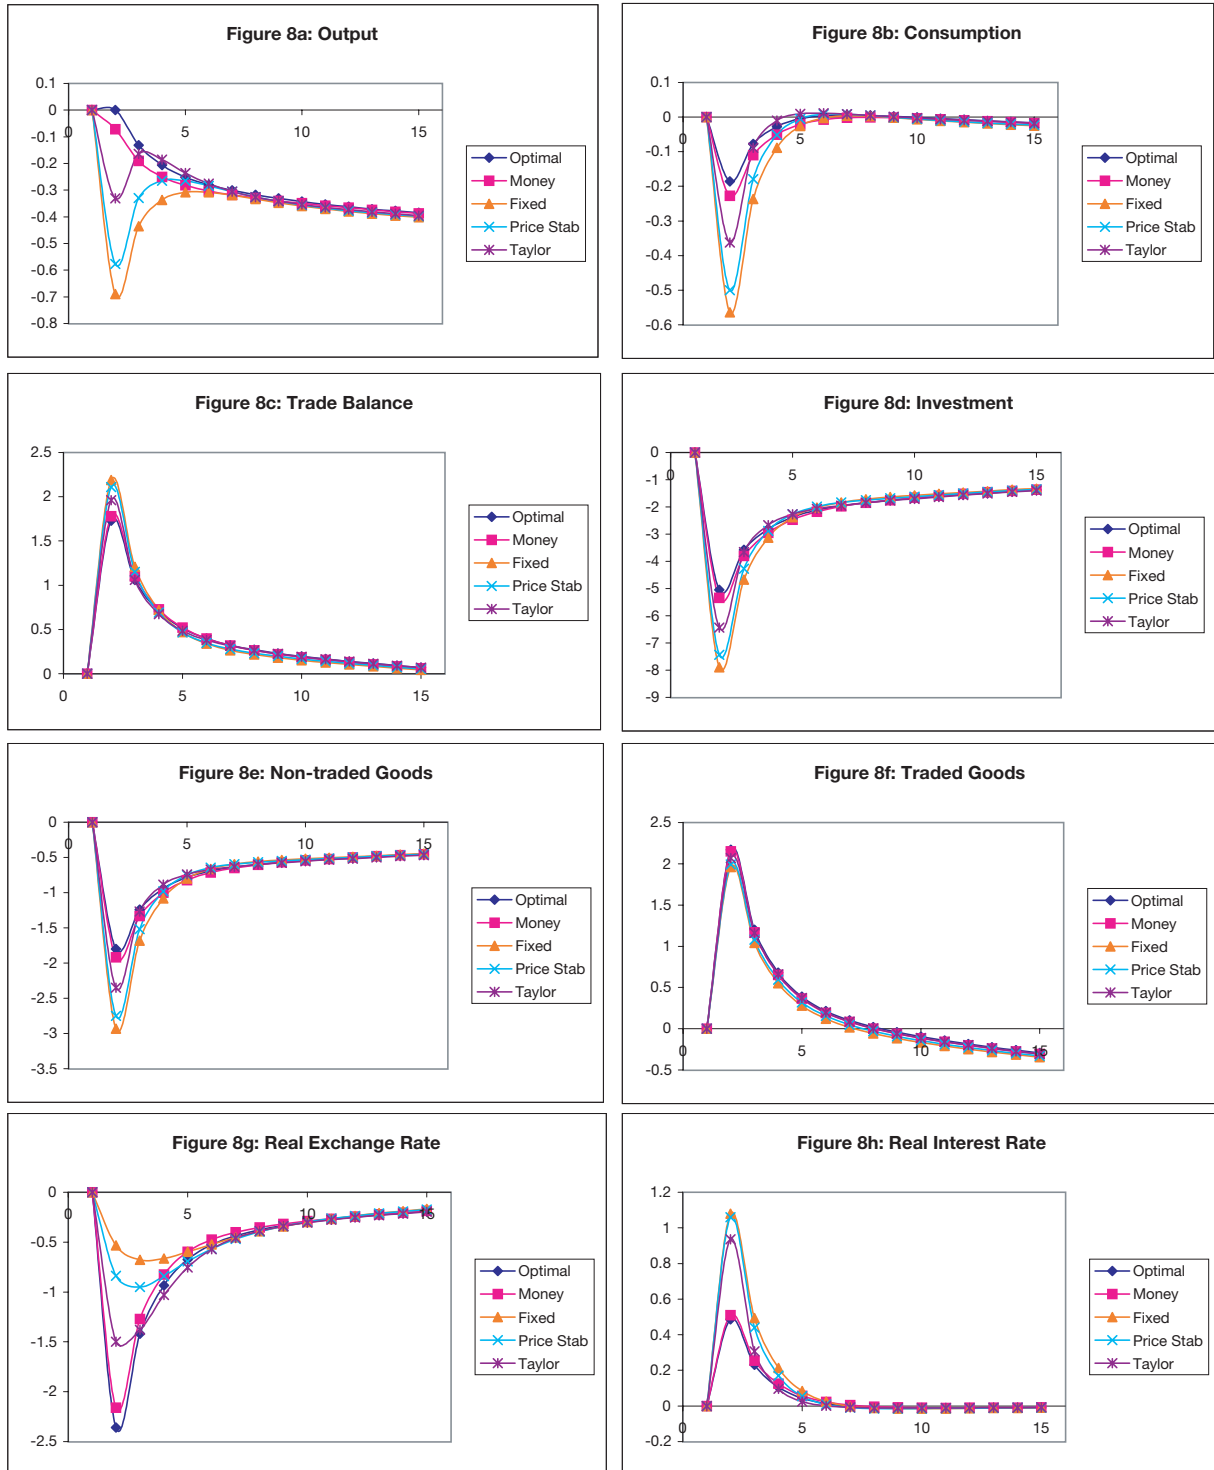 Figure 8a: Output
0.1
0
-0.1
-0.2
-0.3
-0.4
-0.5
-0.6
-0.7
-0.8
0 5 10 15
Optimal
Money
Fixed
Price Stab
Taylor
Figure 8b: Consumption
0.1
0
-0.1
-0.2
-0.3
-0.4
-0.5
-0.6
0 5 10 15
Optimal
Money
Fixed
Price Stab
Taylor
Figure 8c: Trade Balance
2.5
2
1.5
1
0.5
0
0 5 10 15
Optimal
Money
Fixed
Price Stab
Taylor
Figure 8d: Investment
0
-1
-2
-3
-4
-5
-6
-7
-8
-9
0 5 10 15
Optimal
Money
Fixed
Price Stab
Taylor
Figure 8e: Non-traded Goods
0
-0.5
-1
-1.5
-2
-2.5
-3
-3.5
0 5 10 15
Optimal
Money
Fixed
Price Stab
Taylor
Figure 8f: Traded Goods
2.5
2
1.5
1
0.5
0
-0.5
0 5 10 15
Optimal
Money
Fixed
Price Stab
Taylor
Figure 8g: Real Exchange Rate
0
-0.5
-1
-1.5
-2
-2.5
0 5 10 15
Optimal
Money
Fixed
Price Stab
Taylor
Figure 8h: Real Interest Rate
1.2
1
0.8
0.6
0.4
0.2
0
-0.2
0 5 10 15
Optimal
Money
Fixed
Price Stab
Taylor